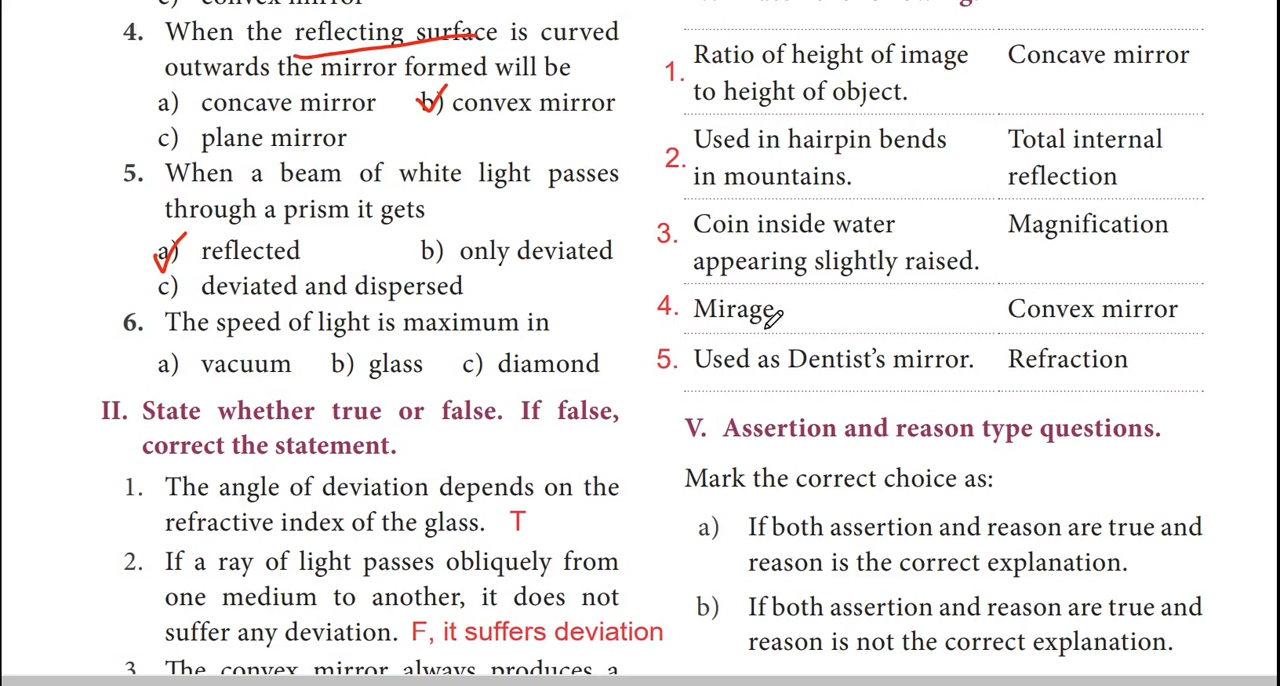 4. When the reflecting surface is curved
outwards the mirror formed will be
a) concave mirror b) convex mirror
c) plane mirror
5. When a beam of white light passes
through a prism it gets
a) reflected b) only deviated
c) deviated and dispersed
6. The speed of light is maximum in
a) vacuum b) glass c) diamond
II. State whether true or false. If false,
correct the statement.
1. The angle of deviation depends on the
refractive index of the glass. T
2. If a ray of light passes obliquely from
one medium to another, it does not
suffer any deviation. F, it suffers deviation
3. The convex mirror always produces a
1. Ratio of height of image Concave mirror
to height of object.
2. Used in hairpin bends Total internal
in mountains. reflection
3. Coin inside water Magnification
appearing slightly raised.
4. Mirage Convex mirror
5. Used as Dentist's mirror. Refraction
V. Assertion and reason type questions.
Mark the correct choice as:
a) If both assertion and reason are true and
reason is the correct explanation.
b) If both assertion and reason are true and
reason is not the correct explanation.